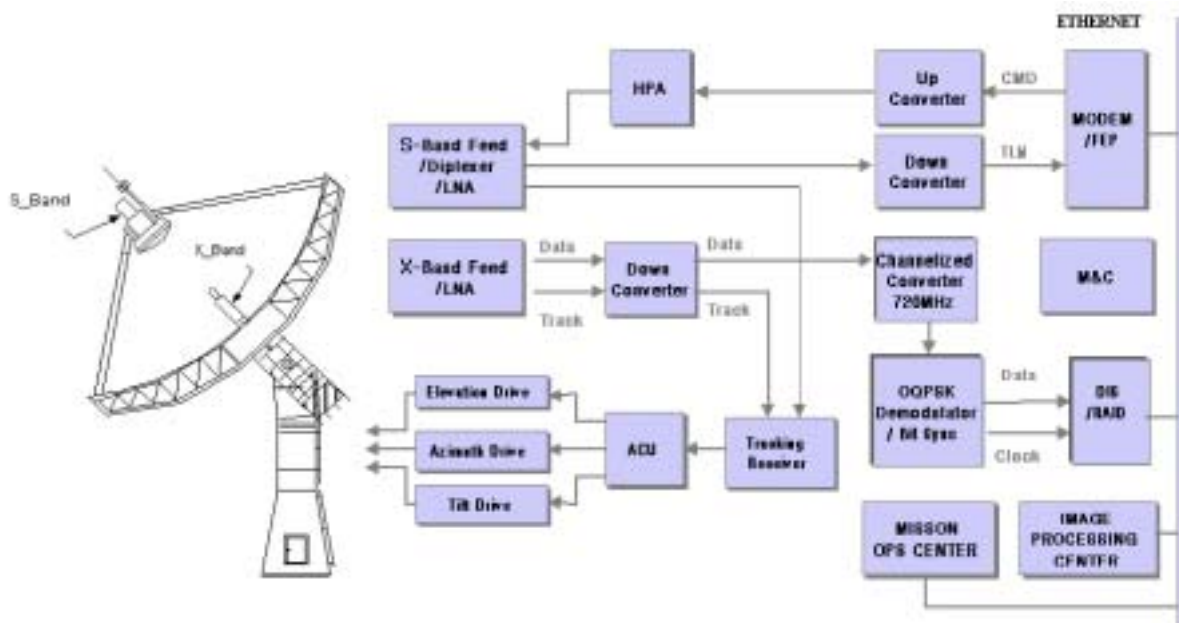 ETHERNET
HPA
Up
Converter
CMD
MODEM
/FEP
S-Band Feed
/Diplexer
/LNA
Down
Converter
TLM
S_Band
X_Band
X-Band Feed
/LNA
Data
Track
Down
Converter
Data
Track
Channelized
Converter
720MHz
M&C
Elevation Drive
Azimuth Drive
Tilt Drive
ACU
Tracking
Receiver
OQPSK
Demodulator
/ Bit Sync
Data
Clock
DIS
/RAID
MISSON
OPS CENTER
IMAGE
PROCESSING
CENTER